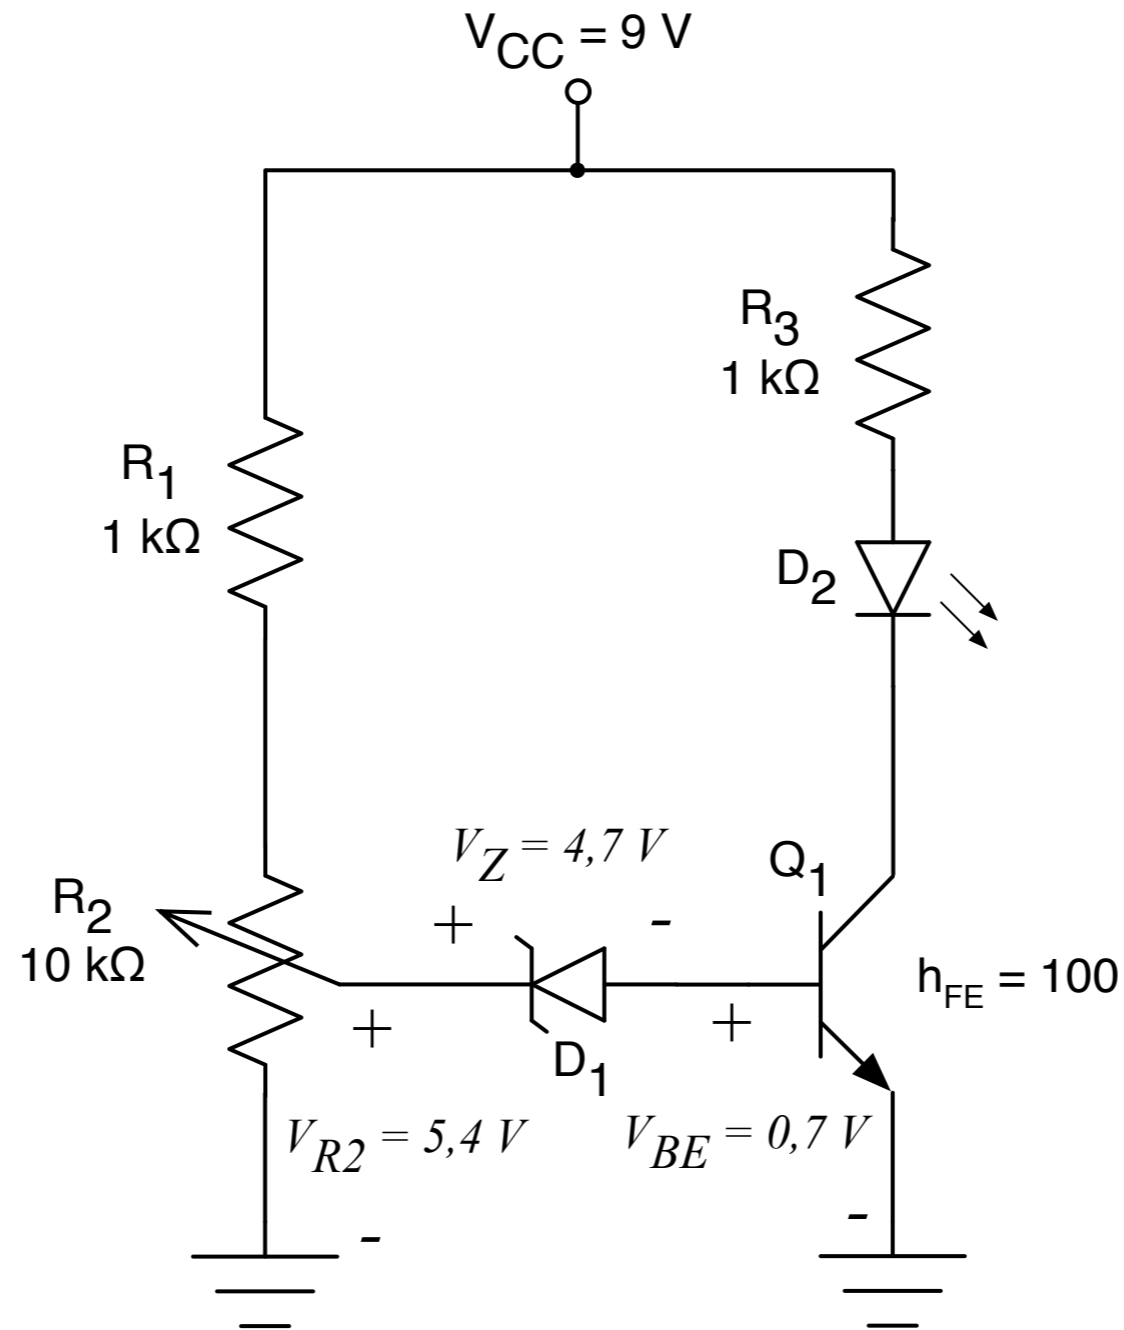 VCC = 9 V
R3
1 kΩ
R1
1 kΩ
D2
VZ = 4,7 V
Q1
R2
10 kΩ
+
-
hFE = 100
+
+
D1
VR2 = 5,4 V
VBE = 0,7 V
-
-